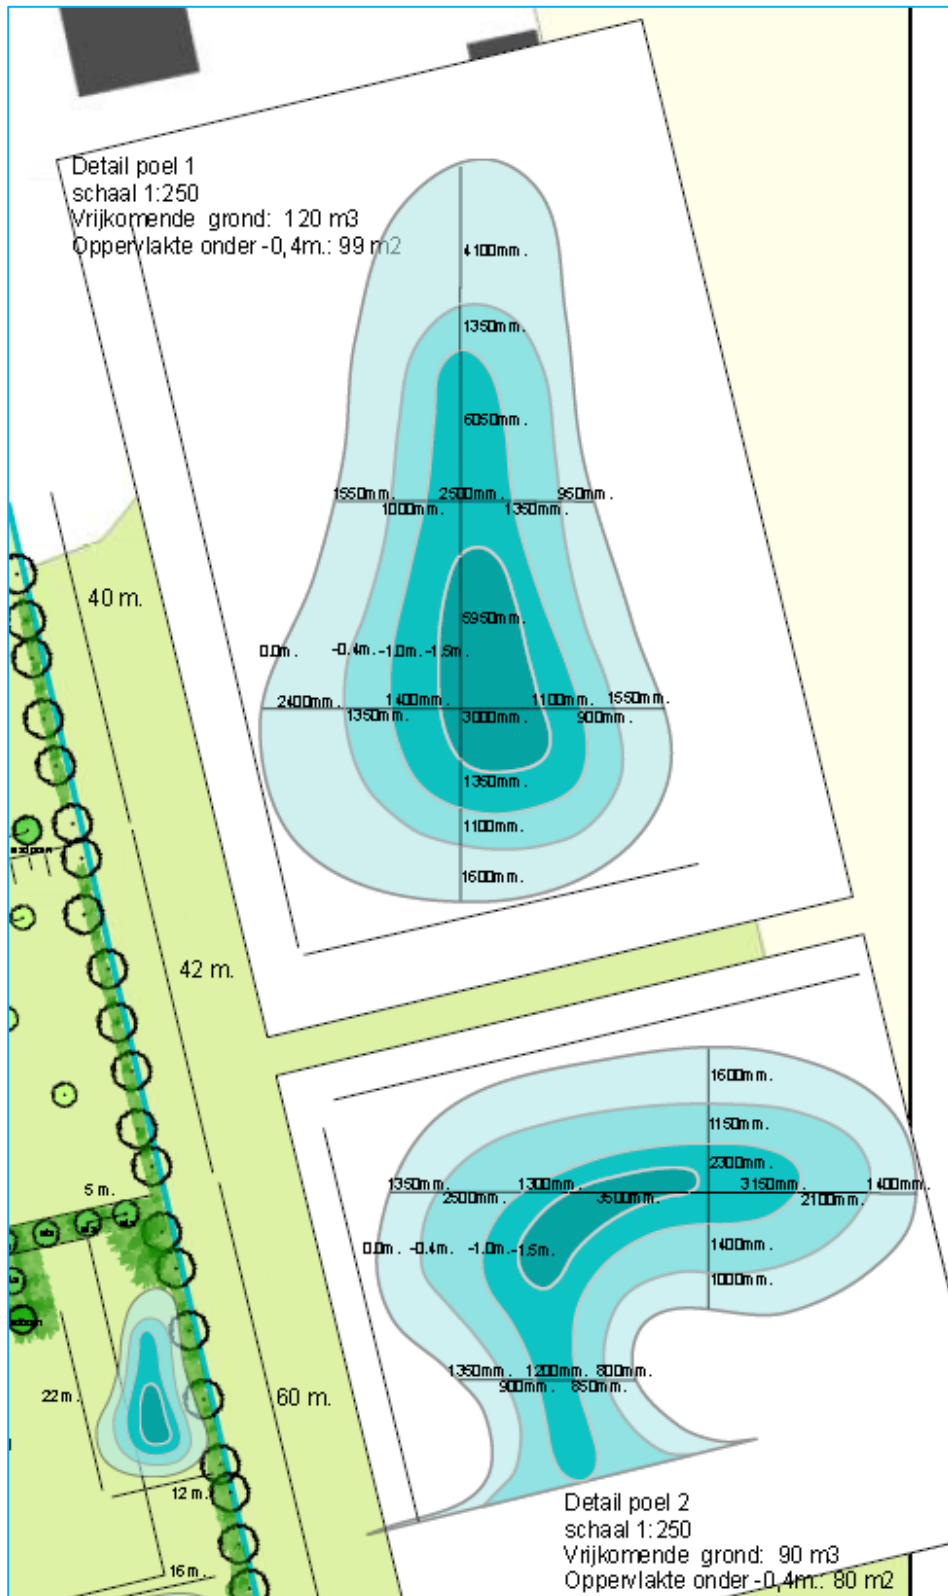 Detail poel 1
schaal 1:250
Vrijkomende grond: 120 m3
Oppervlakte onder -0,4m.: 99 m2
4100mm.
1350mm.
6050mm.
1550mm. 2500mm. 950mm.
1000mm. 1350mm.
40 m.
5950mm.
0.0m. -0.4m. -1.0m. -1.5m.
2400mm. 1400mm. 1100mm. 1550mm.
1350mm. 3000mm. 900mm.
1350mm.
1100mm.
1600mm.
42 m.
1600mm.
1150mm.
2300mm.
1350mm. 1300mm. 3150mm. 1400mm.
2500mm. 3500mm. 2100mm.
5 m.
0.0m. -0.4m. -1.0m. -1.5m.
1400mm.
1000mm.
1350mm. 1200mm. 800mm.
900mm. 850mm.
22 m.
60 m.
12 m.
16 m.
Detail poel 2
schaal 1:250
Vrijkomende grond: 90 m3
Oppervlakte onder -0,4m.: 80 m2